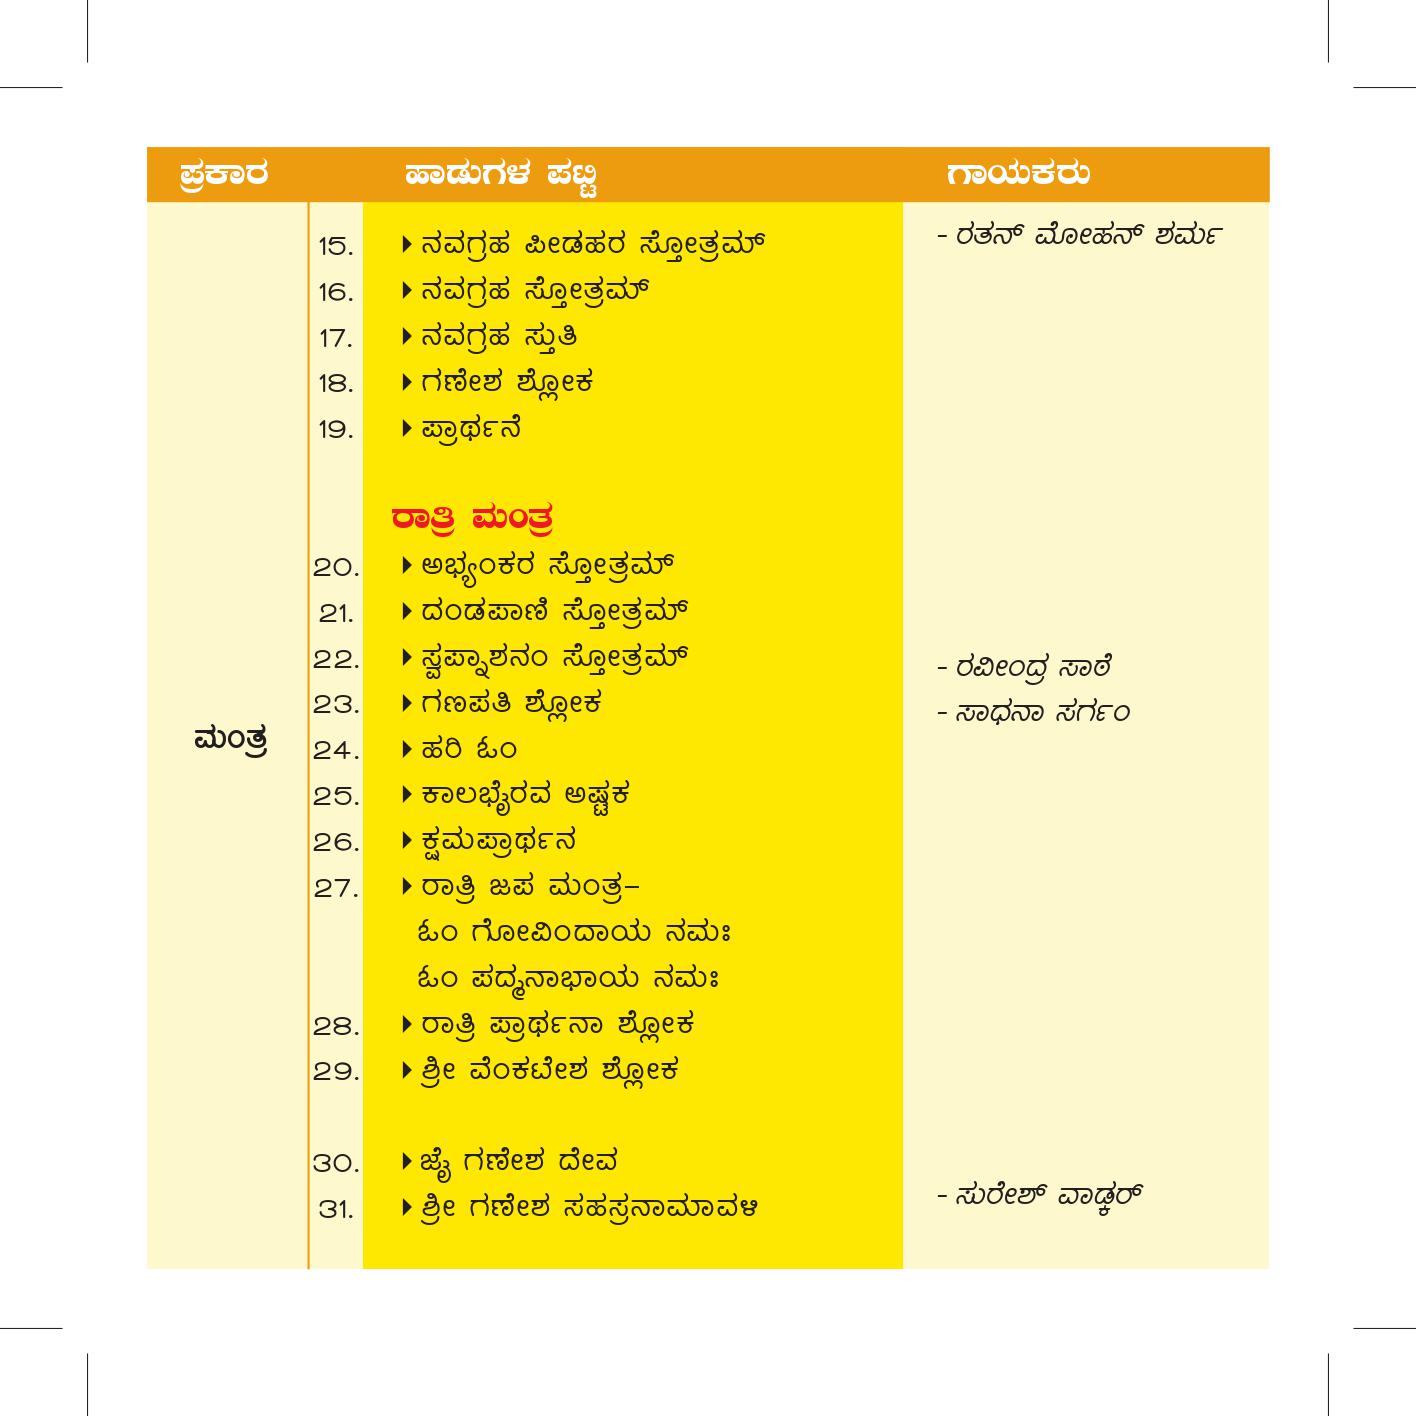 ಪ್ರಕಾರ ಹಾಡುಗಳ ಪಟ್ಟಿ ಗಾಯಕರು
15. ನವಗ್ರಹ ಪೀಡಹರ ಸ್ತೋತ್ರಮ್ - ರತನ್ ಮೋಹನ್ ಶರ್ಮ
16. ನವಗ್ರಹ ಸ್ತೋತ್ರಮ್
17. ನವಗ್ರಹ ಸ್ತುತಿ
18. ಗಣೇಶ ಶ್ಲೋಕ
19. ಪ್ರಾರ್ಥನೆ
ರಾತ್ರಿ ಮಂತ್ರ
20. ಅಭ್ಯಂಕರ ಸ್ತೋತ್ರಮ್
21. ದಂಡಪಾಣಿ ಸ್ತೋತ್ರಮ್
22. ಸ್ವಪ್ನಾಶನಂ ಸ್ತೋತ್ರಮ್ - ರವೀಂದ್ರ ಸಾಠೆ
23. ಗಣಪತಿ ಶ್ಲೋಕ - ಸಾಧನಾ ಸರ್ಗಂ
ಮಂತ್ರ 24. ಹರಿ ಓಂ
25. ಕಾಲಭೈರವ ಅಷ್ಟಕ
26. ಕ್ಷಮಪ್ರಾರ್ಥನ
27. ರಾತ್ರಿ ಜಪ ಮಂತ್ರ–
ಓಂ ಗೋವಿಂದಾಯ ನಮಃ
ಓಂ ಪದ್ಮನಾಭಾಯ ನಮಃ
28. ರಾತ್ರಿ ಪ್ರಾರ್ಥನಾ ಶ್ಲೋಕ
29. ಶ್ರೀ ವೆಂಕಟೇಶ ಶ್ಲೋಕ
30. ಜೈ ಗಣೇಶ ದೇವ
31. ಶ್ರೀ ಗಣೇಶ ಸಹಸ್ರನಾಮಾವಳಿ - ಸುರೇಶ್ ವಾಡ್ಕರ್